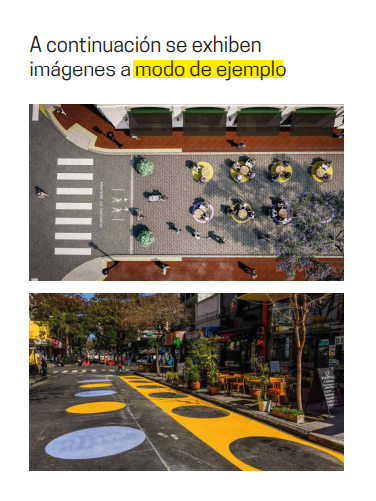 A continuación se exhiben
imágenes a modo de ejemplo